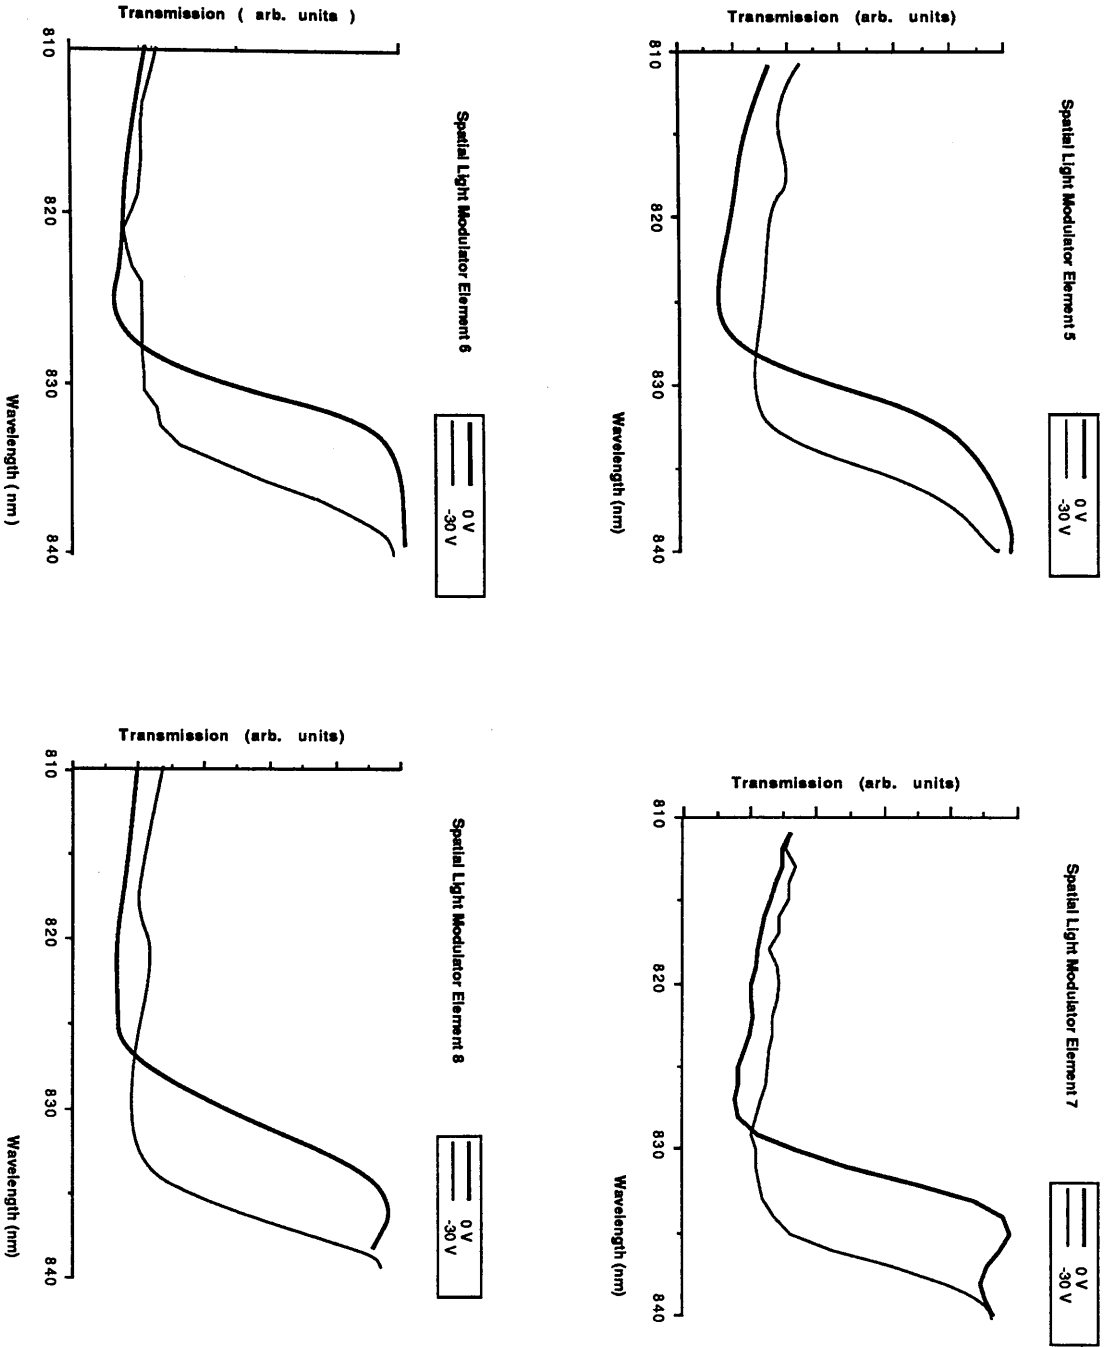 Spatial Light Modulator Element 5
0 V
-30 V
Transmission (arb. units)
810
820
830
840
Wavelength (nm)
Spatial Light Modulator Element 7
0 V
-30 V
Transmission (arb. units)
810
820
830
840
Wavelength (nm)
Spatial Light Modulator Element 6
0 V
-30 V
Transmission ( arb. units )
810
820
830
840
Wavelength ( nm )
Spatial Light Modulator Element 8
0 V
-30 V
Transmission (arb. units)
810
820
830
840
Wavelength (nm)